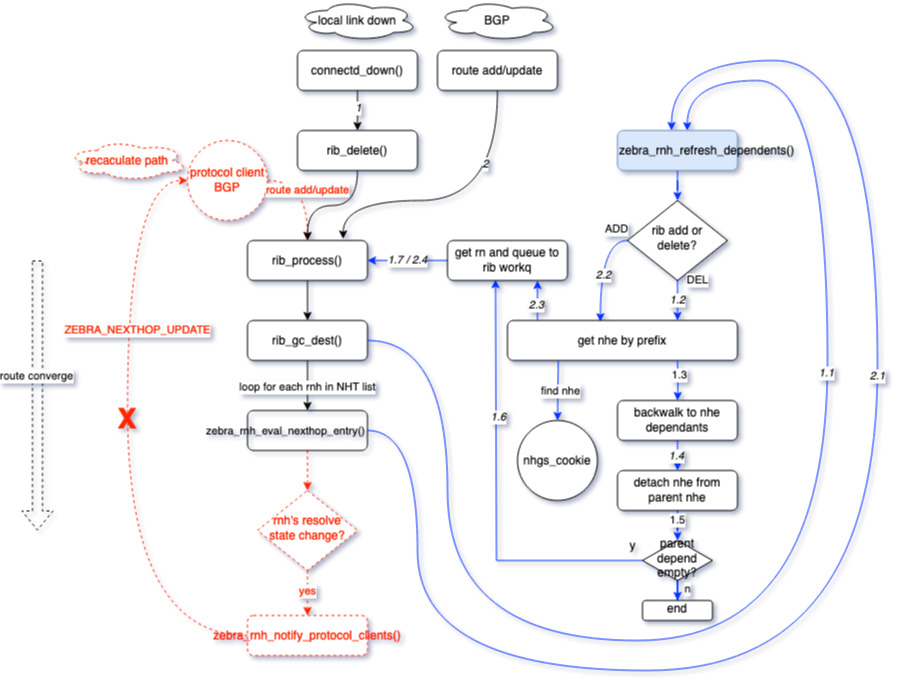 local link down
BGP
connectd_down()
route add/update
1
rib_delete()
2
zebra_rnh_refresh_dependents()
recaculate path
protocol client
BGP
route add/update
ADD
rib add or
delete?
DEL
rib_process()
1.7 / 2.4
get rn and queue to
rib workq
2.2
1.2
2.3
ZEBRA_NEXTHOP_UPDATE
rib_gc_dest()
get nhe by prefix
route converge
loop for each rnh in NHT list
find nhe
1.3
1.1
2.1
X
zebra_rnh_eval_nexthop_entry()
1.6
backwalk to nhe
dependants
nhgs_cookie
1.4
detach nhe from
parent nhe
1.5
rnh's resolve
state change?
y
parent
depend
empty?
n
yes
end
zebra_rnh_notify_protocol_clients()